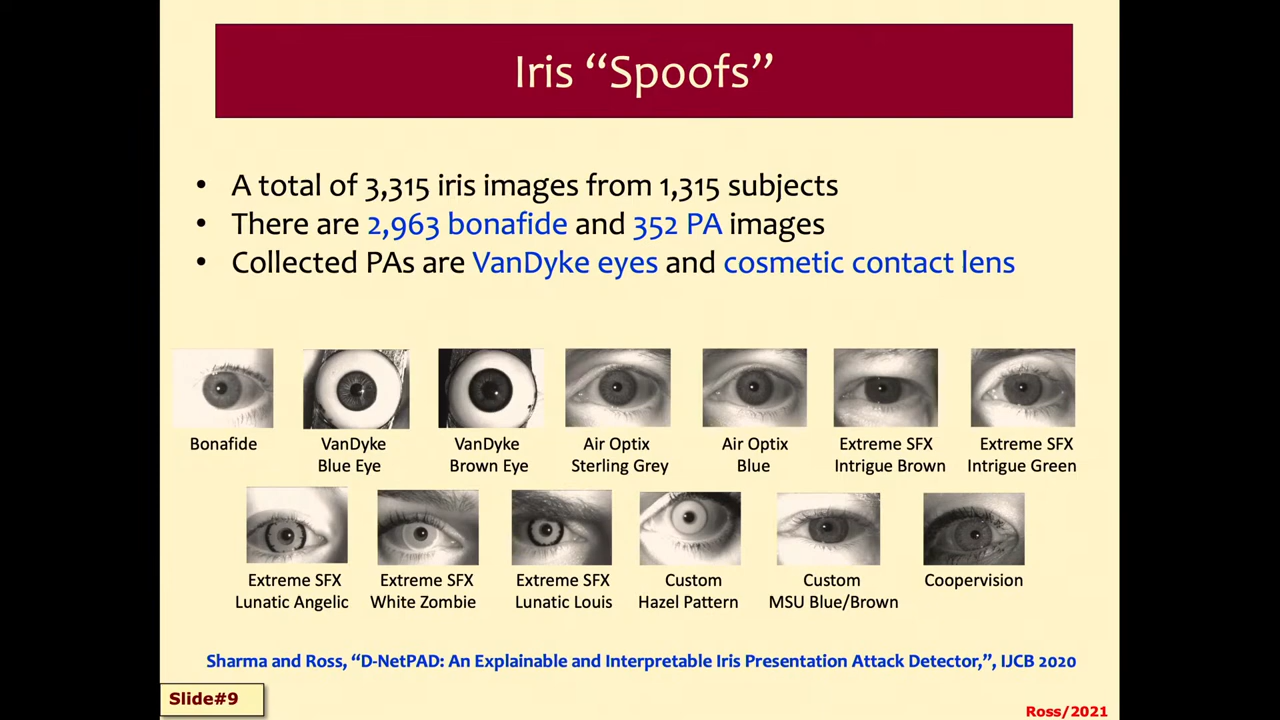 Iris “Spoofs”
• A total of 3,315 iris images from 1,315 subjects
• There are 2,963 bonafide and 352 PA images
• Collected PAs are VanDyke eyes and cosmetic contact lens
Bonafide
VanDyke
Blue Eye
VanDyke
Brown Eye
Air Optix
Sterling Grey
Air Optix
Blue
Extreme SFX
Intrigue Brown
Extreme SFX
Intrigue Green
Extreme SFX
Lunatic Angelic
Extreme SFX
White Zombie
Extreme SFX
Lunatic Louis
Custom
Hazel Pattern
Custom
MSU Blue/Brown
Coopervision
Sharma and Ross, “D-NetPAD: An Explainable and Interpretable Iris Presentation Attack Detector,”, IJCB 2020
Slide#9
Ross/2021